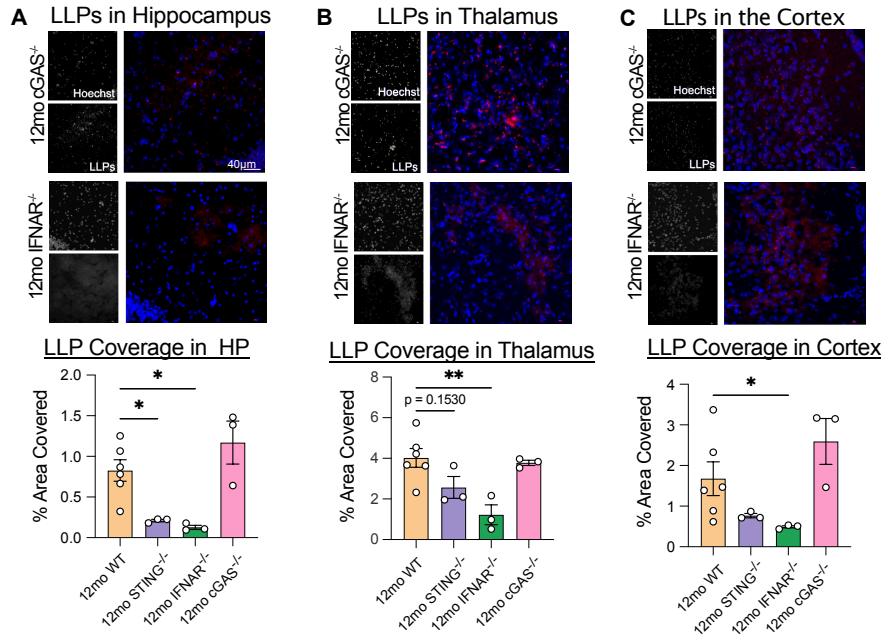 A LLPs in Hippocampus
12mo cGAS-/-
Hoechst
LLPs
40µm
12mo IFNAR-/-
LLP Coverage in HP
% Area Covered
2.0
1.5
1.0
0.5
0.0
*
*
12mo WT
12mo STING-/-
12mo IFNAR-/-
12mo cGAS-/-
B LLPs in Thalamus
12mo cGAS-/-
Hoechst
LLPs
12mo IFNAR-/-
LLP Coverage in Thalamus
% Area Covered
8
6
4
2
0
**
p = 0.1530
12mo WT
12mo STING-/-
12mo IFNAR-/-
12mo cGAS-/-
C LLPs in the Cortex
12mo cGAS-/-
Hoechst
LLPs
12mo IFNAR-/-
LLP Coverage in Cortex
% Area Covered
4
3
2
1
0
*
12mo WT
12mo STING-/-
12mo IFNAR-/-
12mo cGAS-/-